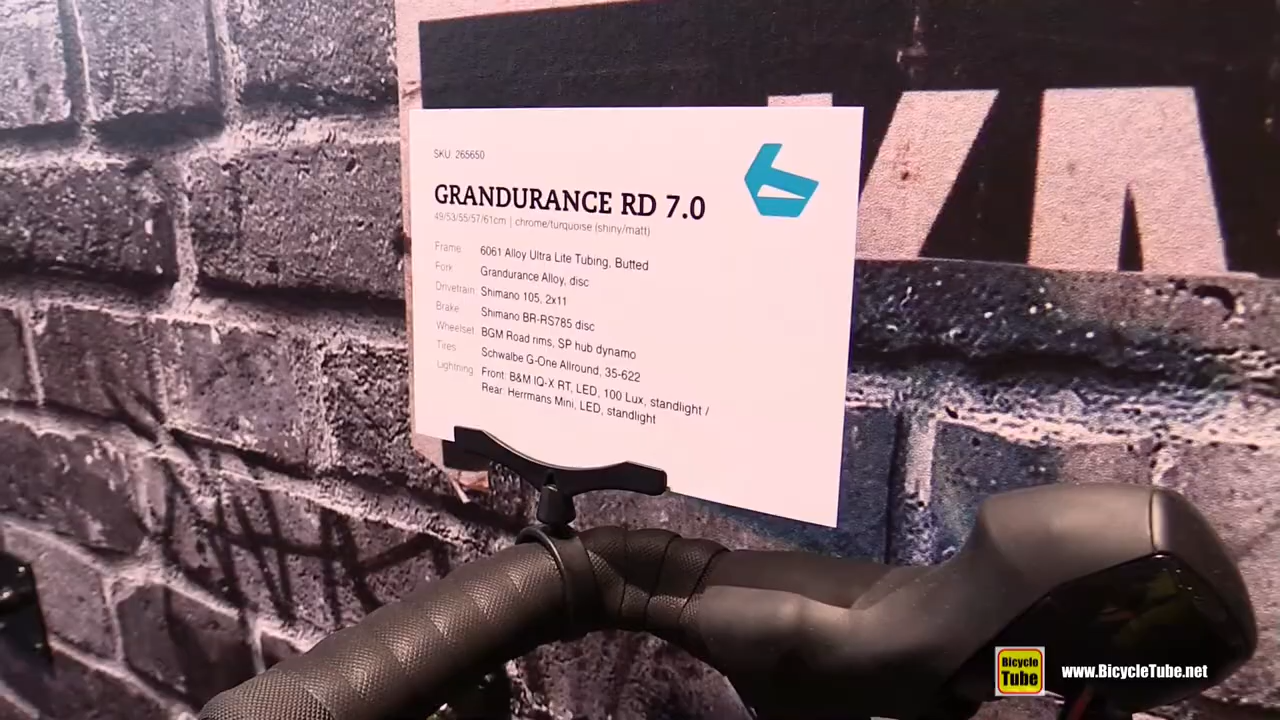 SKU: 265650
GRANDURANCE RD 7.0
49/53/55/57/61cm | chrome/turquoise (shiny/matt)
Frame 6061 Alloy Ultra Lite Tubing, Butted
Fork Grandurance Alloy, disc
Drivetrain Shimano 105, 2x11
Brake Shimano BR-RS785 disc
Wheelset BGM Road rims, SP hub dynamo
Tires Schwalbe G-One Allround, 35-622
Lightning Front: B&M IQ-X RT, LED, 100 Lux, standlight /
Rear: Herrmans Mini, LED, standlight
Bicycle
Tube
www.BicycleTube.net